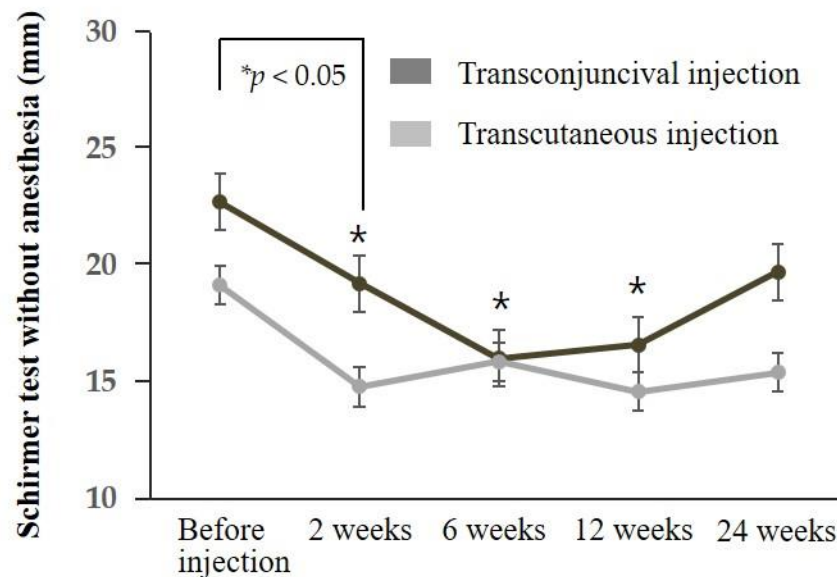 Schirmer test without anesthesia (mm)
30
25
20
15
10
*p < 0.05
Transconjuncival injection
Transcutaneous injection
*
*
*
Before
injection
2 weeks
6 weeks
12 weeks
24 weeks